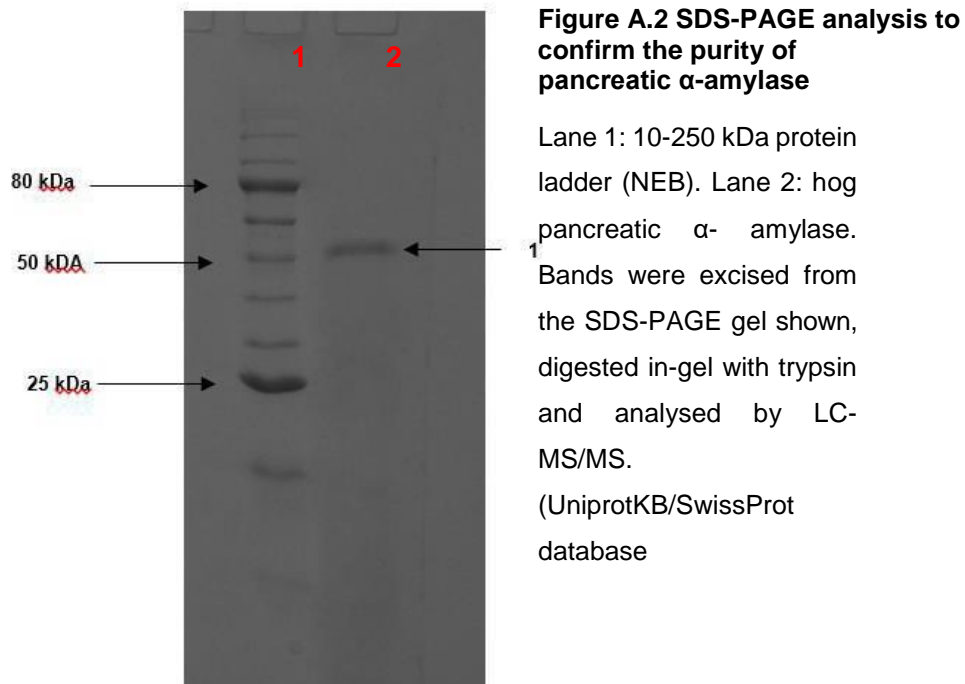 1 2
80 kDa
50 kDA
25 kDa
1
Figure A.2 SDS-PAGE analysis to
confirm the purity of
pancreatic α-amylase
Lane 1: 10-250 kDa protein
ladder (NEB). Lane 2: hog
pancreatic α- amylase.
Bands were excised from
the SDS-PAGE gel shown,
digested in-gel with trypsin
and analysed by LC-
MS/MS.
(UniprotKB/SwissProt
database